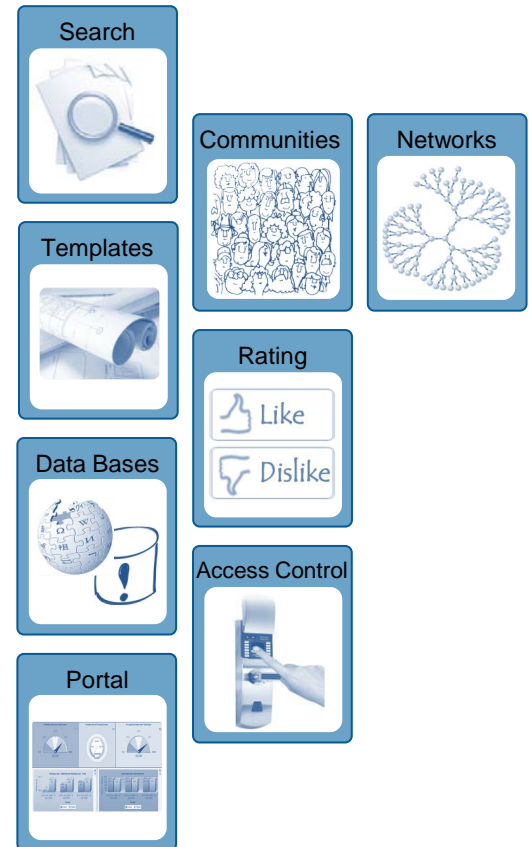 Search
Communities
Networks
Templates
Rating
Like
Dislike
Data Bases
Access Control
Portal